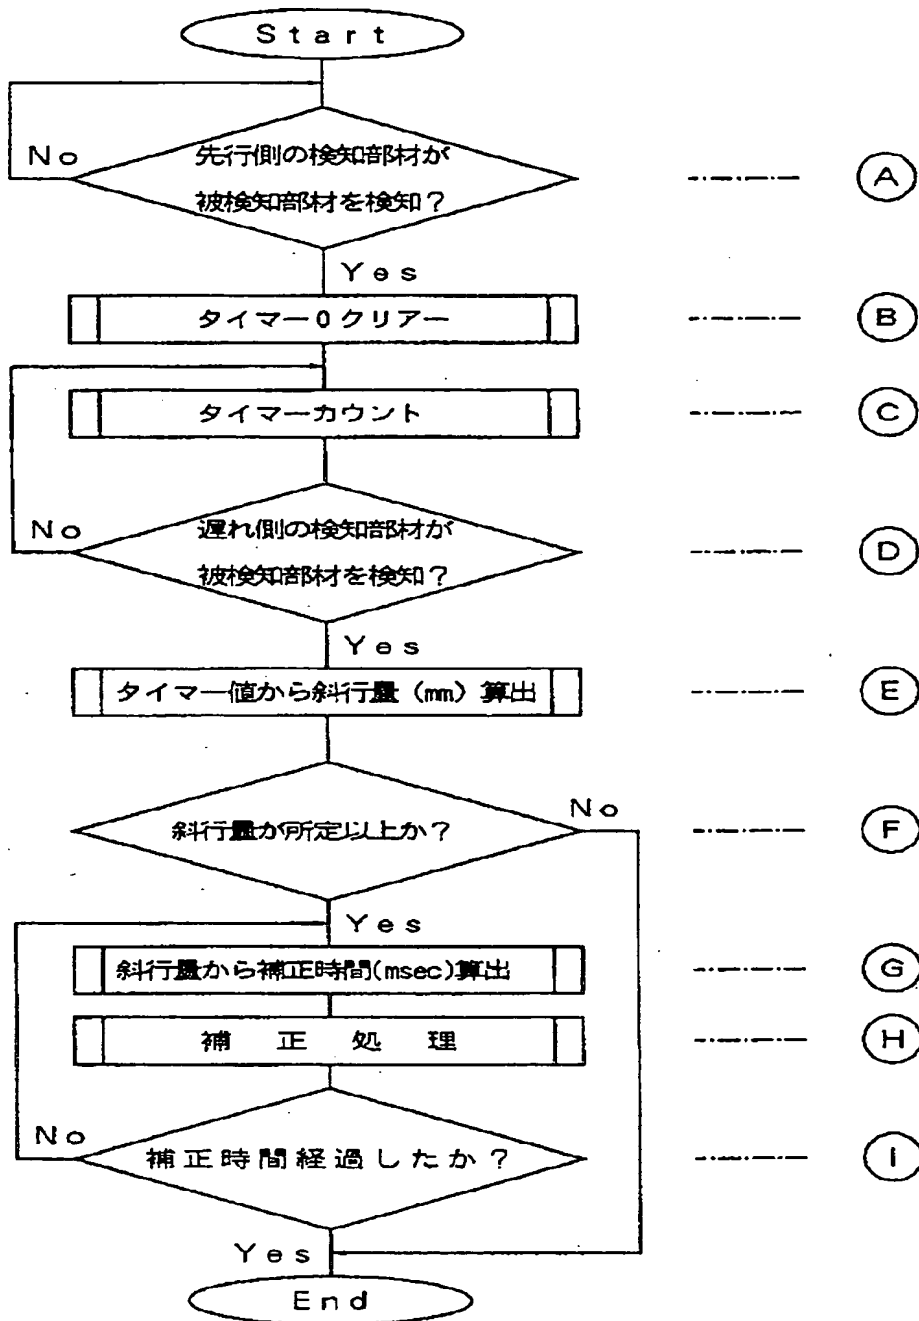 Start
No
先行側の検知部材が
被検知部材を検知?
A
Yes
タイマー0クリアー
B
タイマーカウント
C
No
遅れ側の検知部材が
被検知部材を検知?
D
Yes
タイマー値から斜行量(mm)算出
E
No
斜行量が所定以上か?
F
Yes
斜行量から補正時間(msec)算出
G
補正処理
H
No
補正時間経過したか?
I
Yes
End